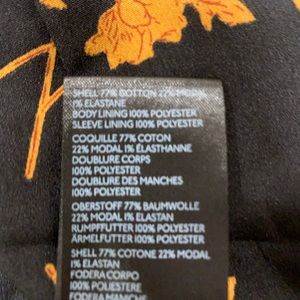 SHELL 77% COTTON 22% MODAL
1% ELASTANE
BODY LINING 100% POLYESTER
SLEEVE LINING 100% POLYESTER
COQUILLE 77% COTON
22% MODAL 1% ÉLASTHANNE
DOUBLURE CORPS
100% POLYESTER
DOUBLURE DES MANCHES
100% POLYESTER
OBERSTOFF 77% BAUMWOLLE
22% MODAL 1% ELASTAN
RUMPFFUTTER 100% POLYESTER
ÄRMELFUTTER 100% POLYESTER
SHELL 77% COTONE 22% MODAL
1% ELASTAN
FODERA CORPO
100% POLIESTERE
FODERA MANICHE